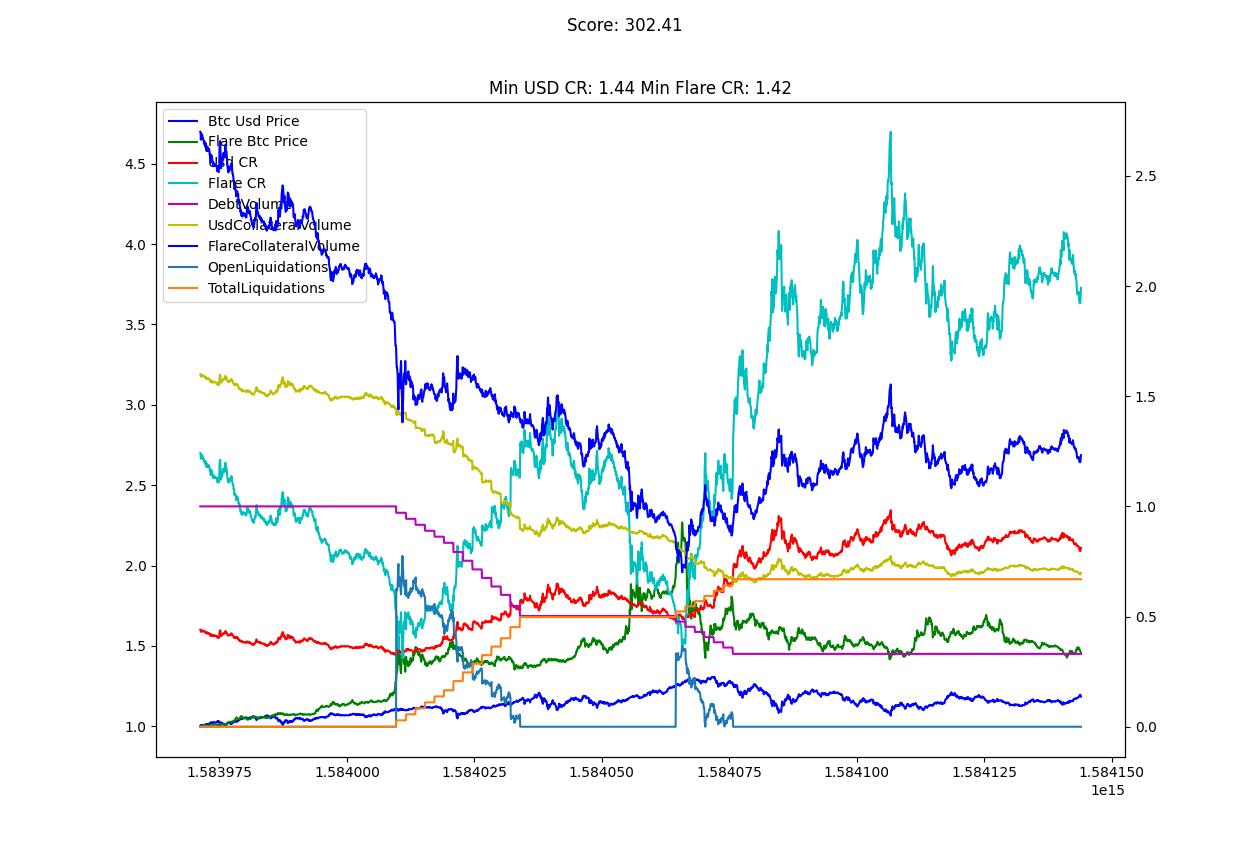 Score: 302.41
Min USD CR: 1.44 Min Flare CR: 1.42
Btc Usd Price
Flare Btc Price
Usd CR
Flare CR
DebtVolume
UsdCollateralVolume
FlareCollateralVolume
OpenLiquidations
TotalLiquidations
4.5
4.0
3.5
3.0
2.5
2.0
1.5
1.0
2.5
2.0
1.5
1.0
0.5
0.0
1.583975
1.584000
1.584025
1.584050
1.584075
1.584100
1.584125
1.584150
1e15